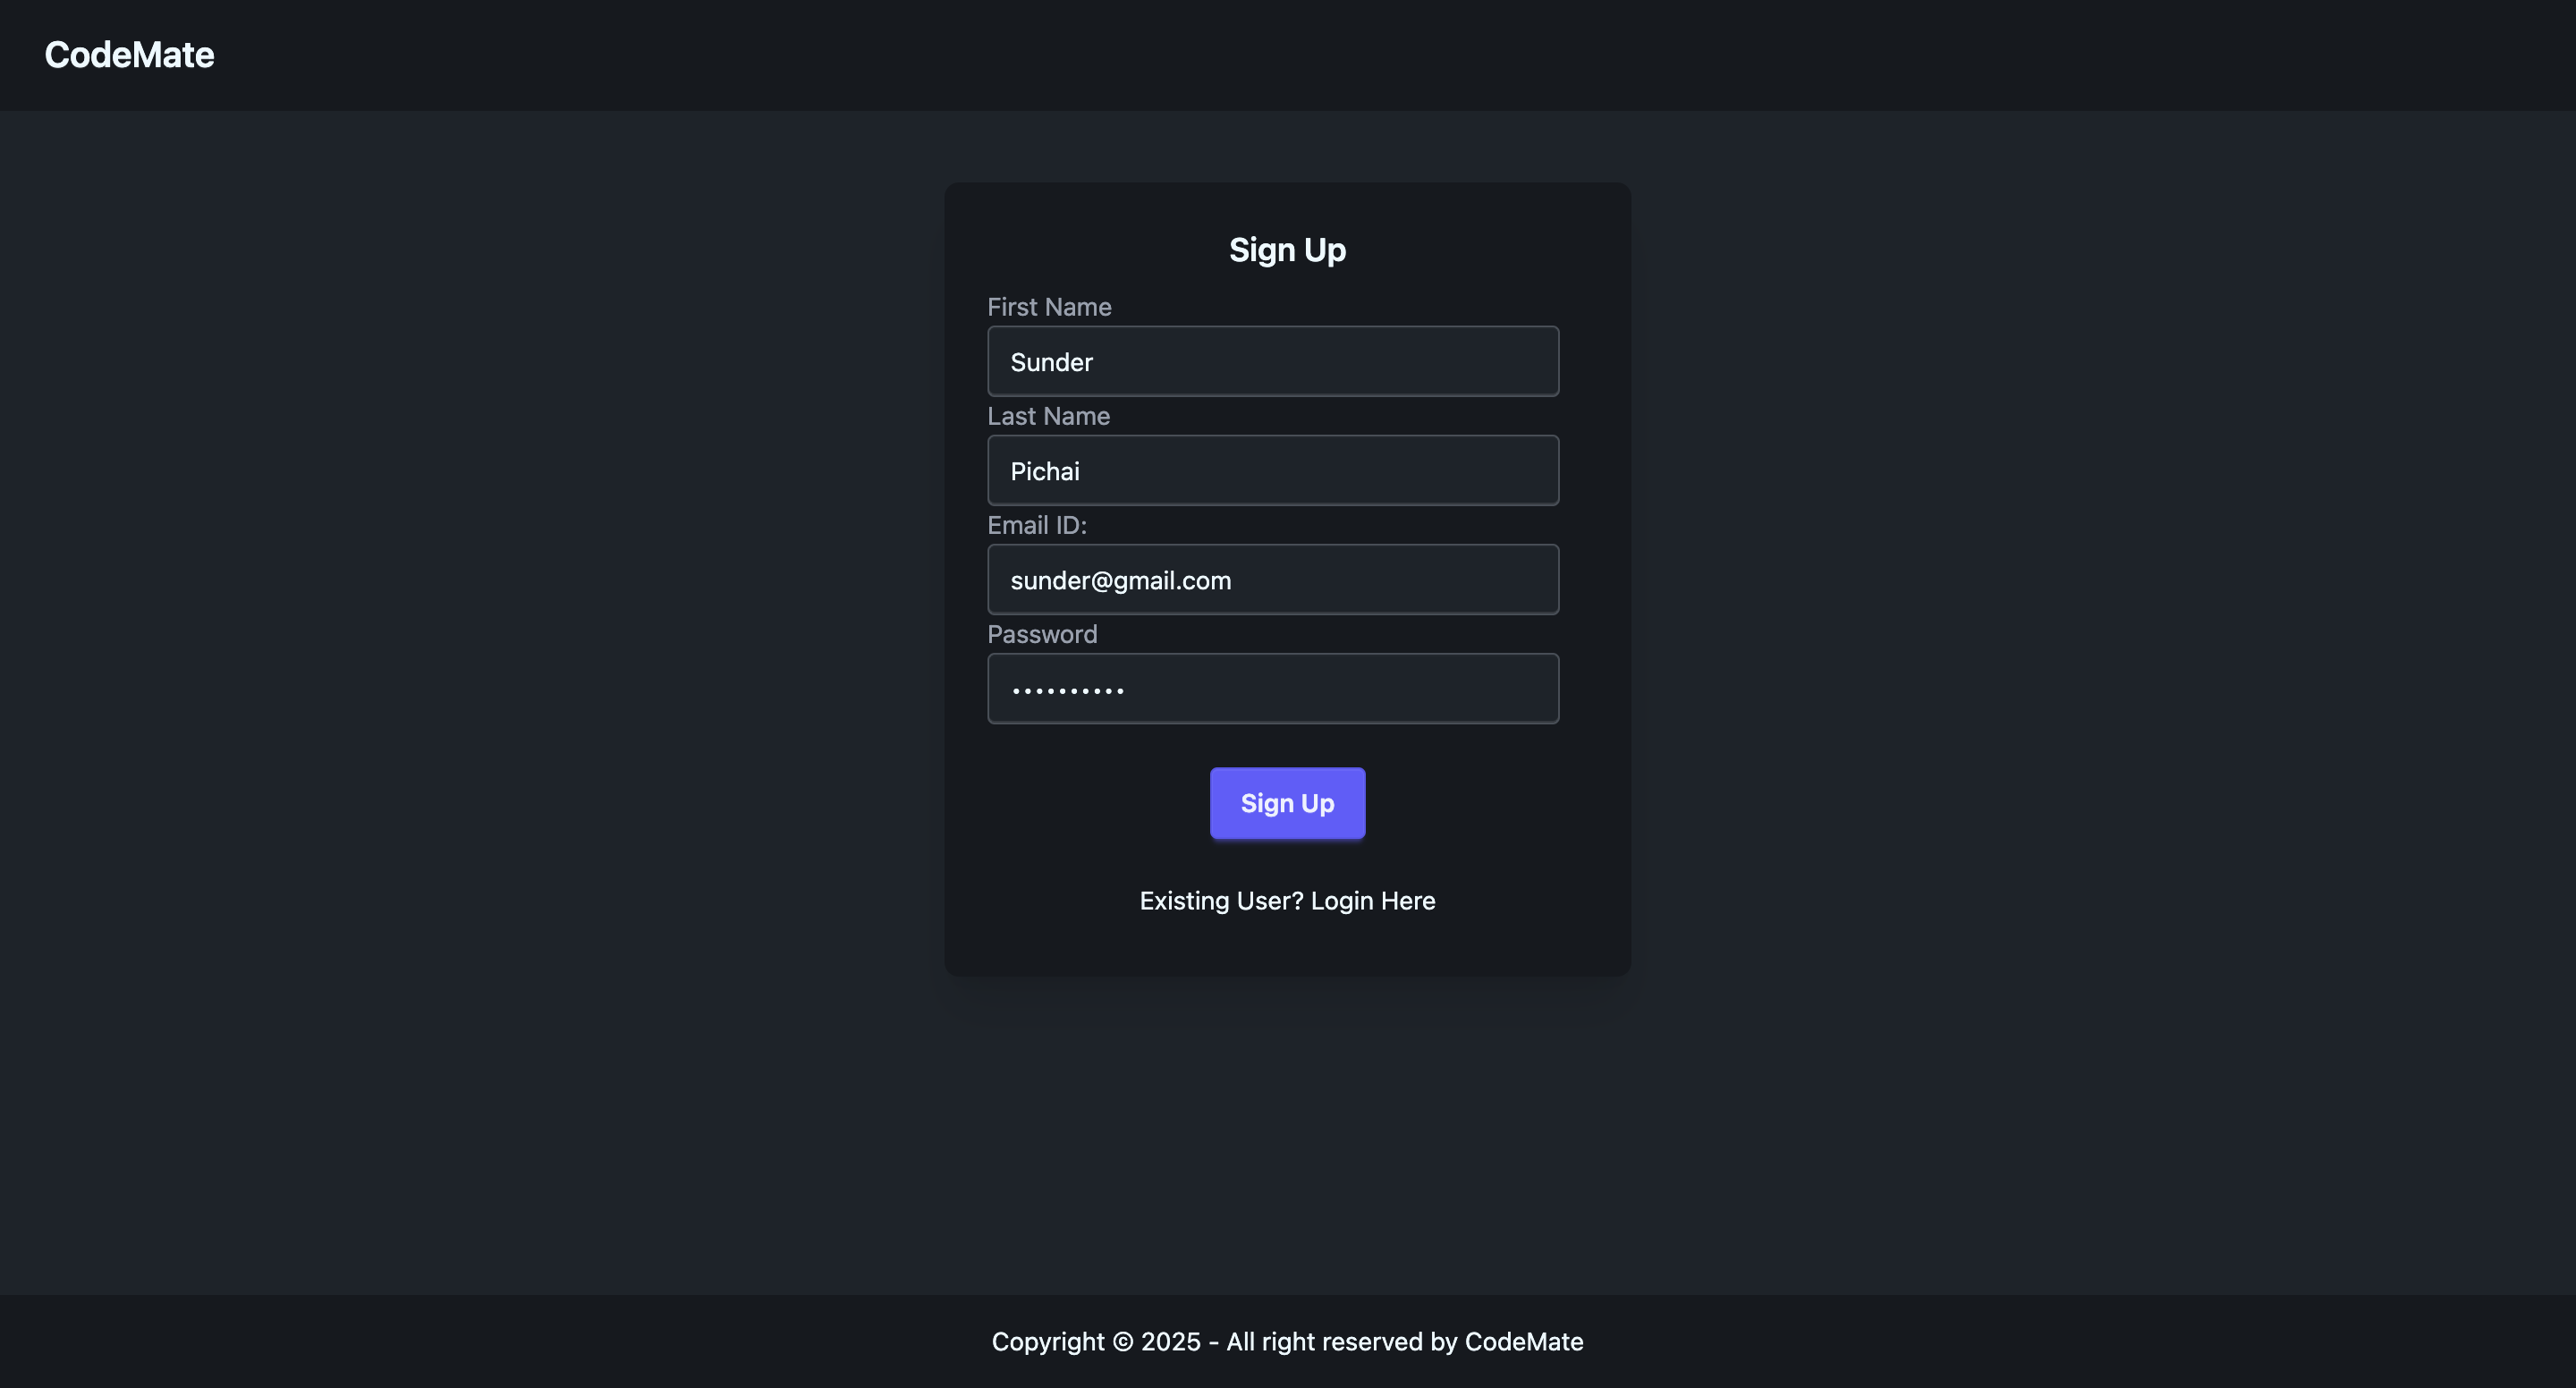 CodeMate
Sign Up
First Name
Sunder
Last Name
Pichai
Email ID:
sunder@gmail.com
Password
••••••••••
Sign Up
Existing User? Login Here
Copyright © 2025 - All right reserved by CodeMate